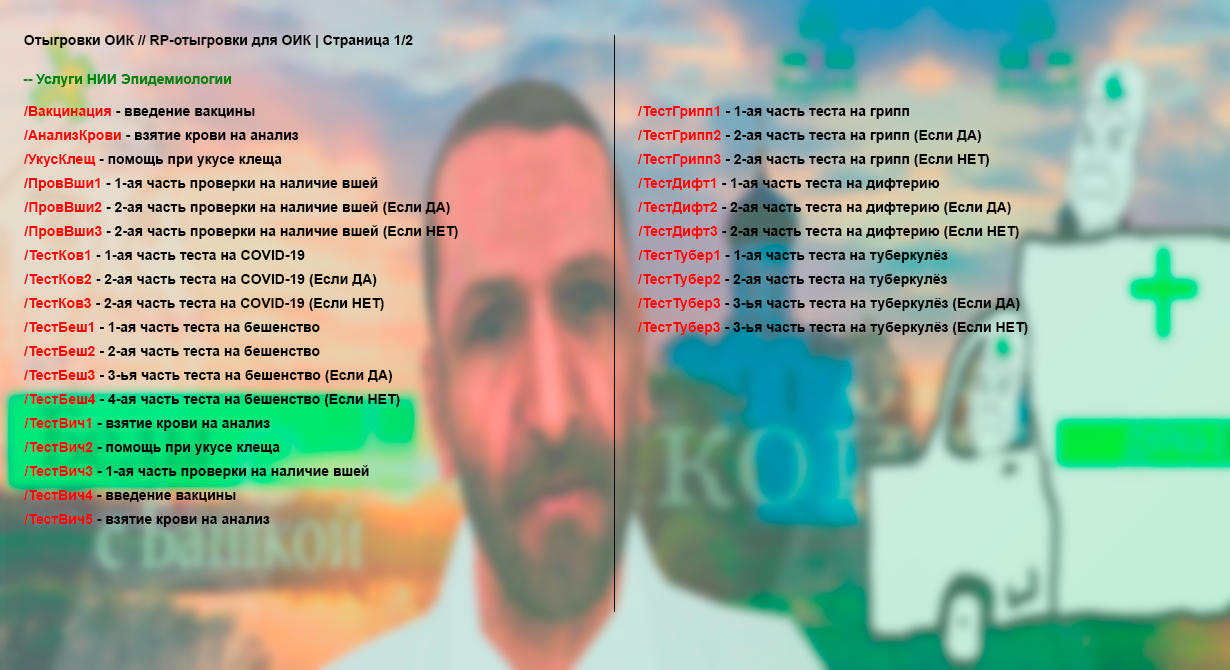 Отыгровки ОИК // RP-отыгровки для ОИК | Страница 1/2
-- Услуги НИИ Эпидемиологии
/Вакцинация - введение вакцины
/АнализКрови - взятие крови на анализ
/УкусКлещ - помощь при укусе клеща
/ПровВши1 - 1-ая часть проверки на наличие вшей
/ПровВши2 - 2-ая часть проверки на наличие вшей (Если ДА)
/ПровВши3 - 2-ая часть проверки на наличие вшей (Если НЕТ)
/ТестКов1 - 1-ая часть теста на COVID-19
/ТестКов2 - 2-ая часть теста на COVID-19 (Если ДА)
/ТестКов3 - 2-ая часть теста на COVID-19 (Если НЕТ)
/ТестБеш1 - 1-ая часть теста на бешенство
/ТестБеш2 - 2-ая часть теста на бешенство
/ТестБеш3 - 3-ья часть теста на бешенство (Если ДА)
/ТестБеш4 - 4-ая часть теста на бешенство (Если НЕТ)
/ТестВич1 - взятие крови на анализ
/ТестВич2 - помощь при укусе клеща
/ТестВич3 - 1-ая часть проверки на наличие вшей
/ТестВич4 - введение вакцины
/ТестВич5 - взятие крови на анализ
с Башкой
/ТестГрипп1 - 1-ая часть теста на грипп
/ТестГрипп2 - 2-ая часть теста на грипп (Если ДА)
/ТестГрипп3 - 2-ая часть теста на грипп (Если НЕТ)
/ТестДифт1 - 1-ая часть теста на дифтерию
/ТестДифт2 - 2-ая часть теста на дифтерию (Если ДА)
/ТестДифт3 - 2-ая часть теста на дифтерию (Если НЕТ)
/ТестТубер1 - 1-ая часть теста на туберкулёз
/ТестТубер2 - 2-ая часть теста на туберкулёз
/ТестТубер3 - 3-ья часть теста на туберкулёз (Если ДА)
/ТестТубер3 - 3-ья часть теста на туберкулёз (Если НЕТ)